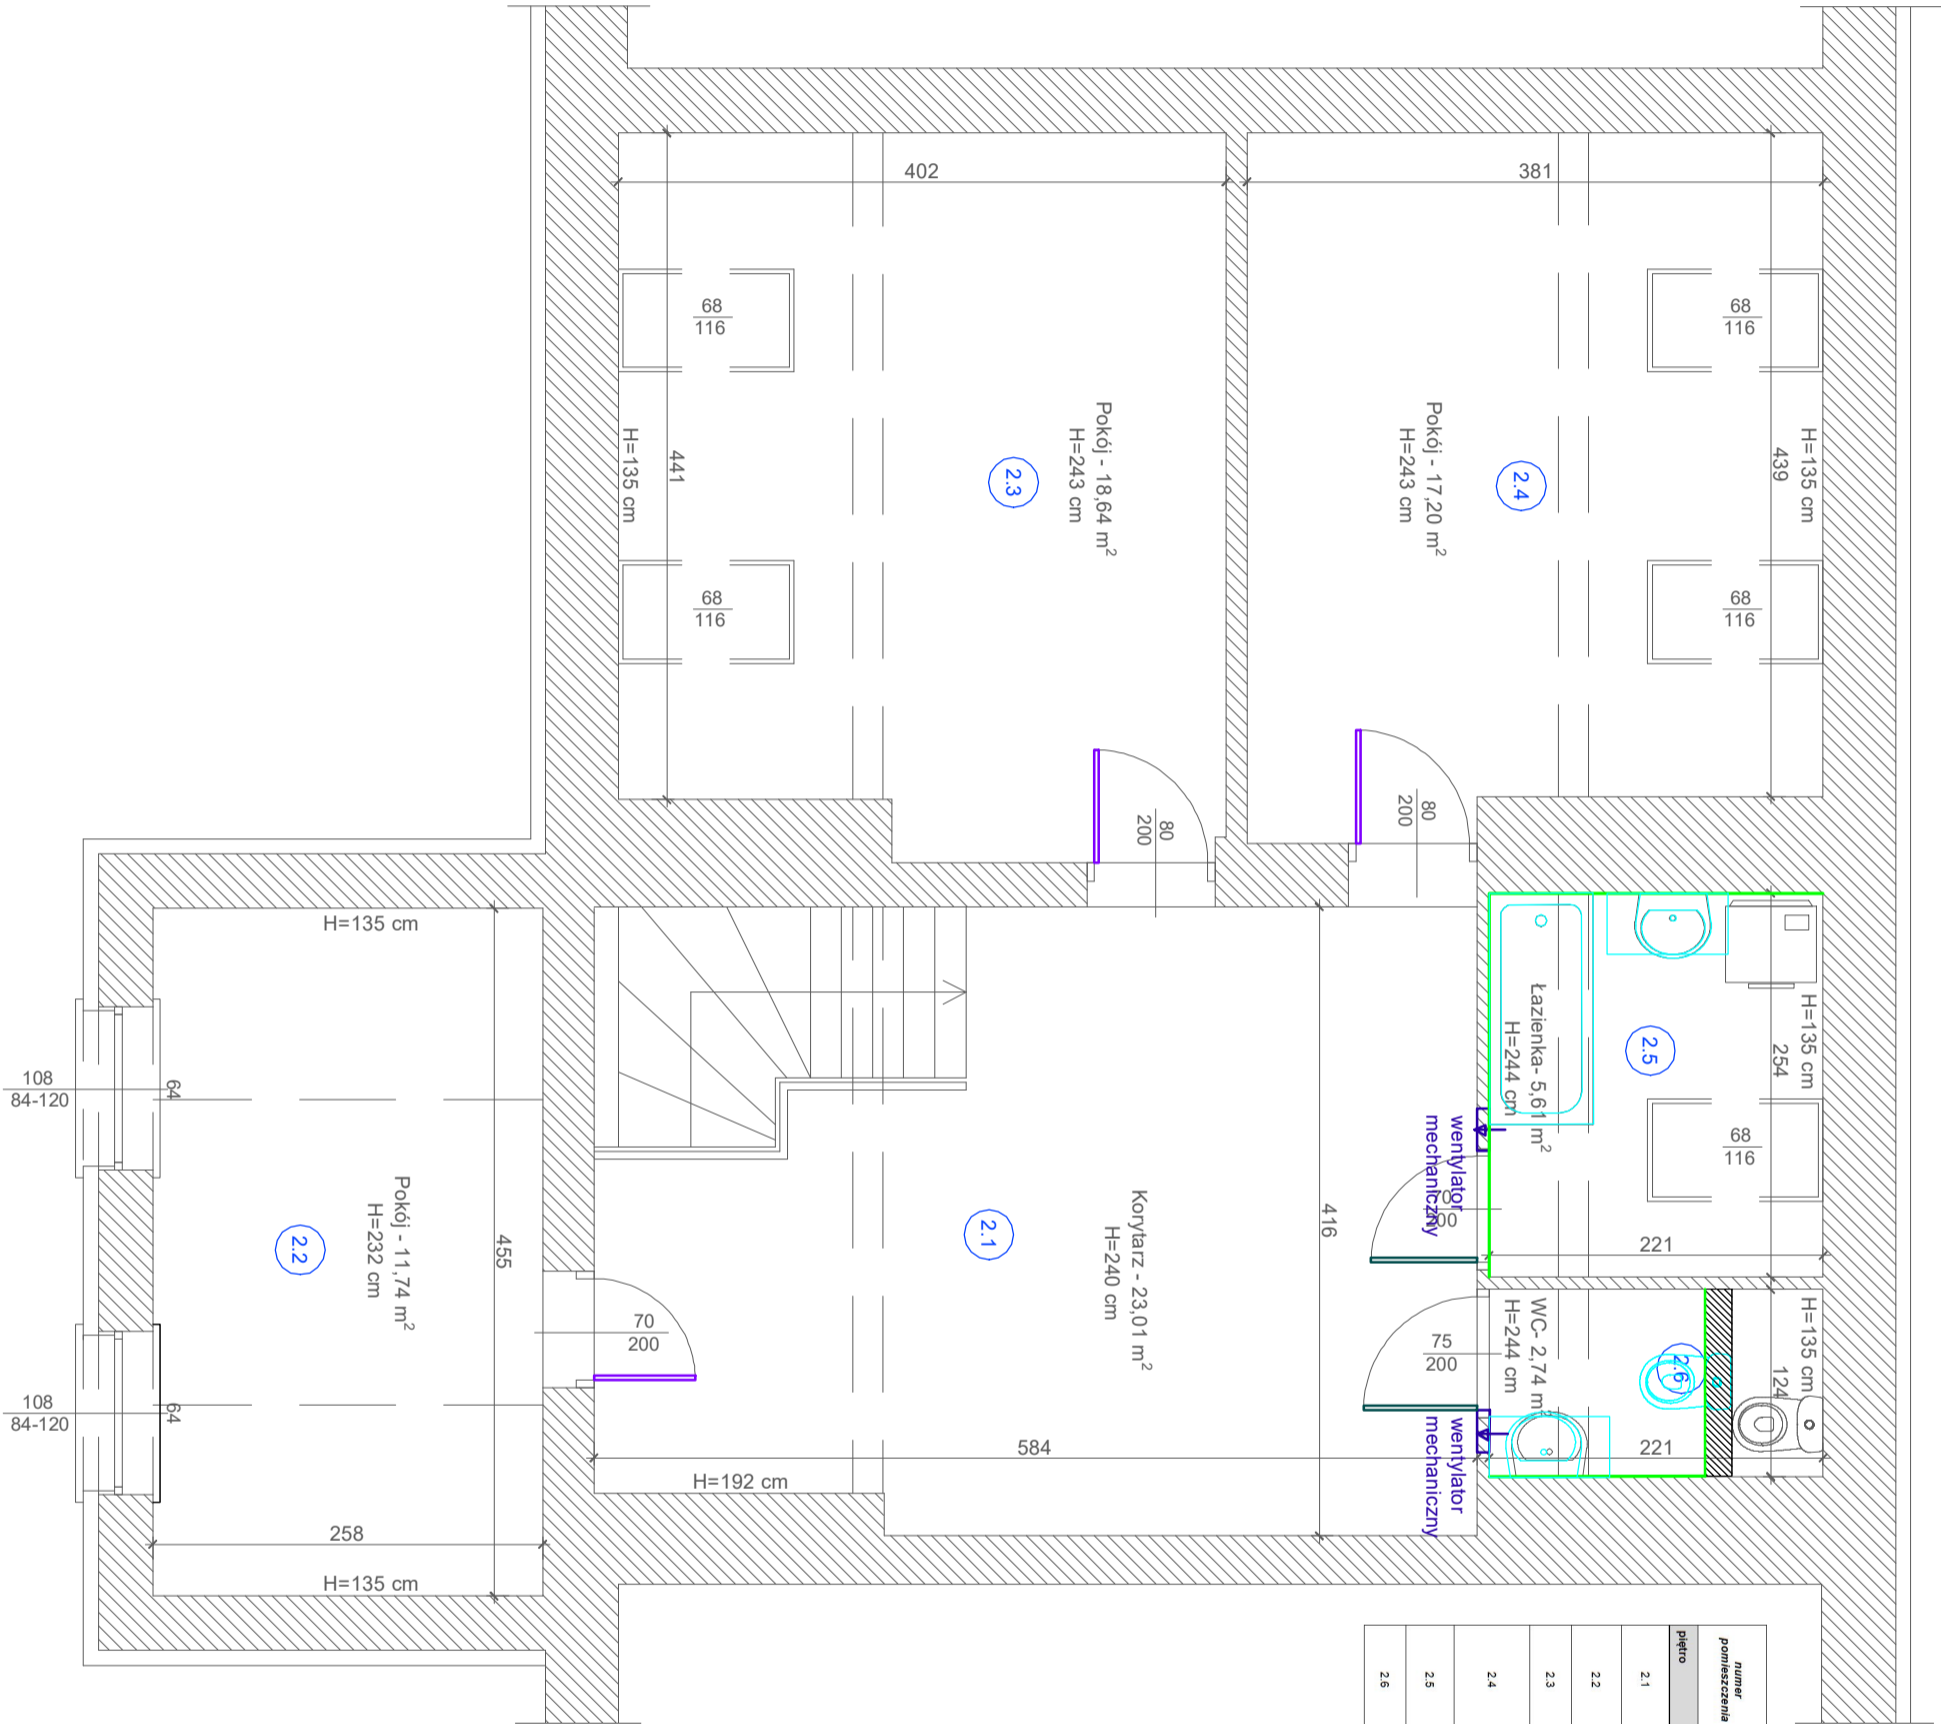 402
381
68
116
68
116
H=135 cm
441
Pokój - 18,64 m²
H=243 cm
2.3
Pokój - 17,20 m²
H=243 cm
2.4
H=135 cm
439
68
116
68
116
80
200
80
200
H=135 cm
H=135 cm
254
Łazienka- 5,61 m²
H=244 cm
2.5
68
116
wentylator
mechaniczny
70
200
221
108
84-120
64
Pokój - 11,74 m²
H=232 cm
2.2
455
70
200
2.1
Korytarz - 23,01 m²
H=240 cm
416
75
200
WC- 2,74 m²
H=244 cm
2.6
H=135 cm
124
108
84-120
64
584
H=192 cm
wentylator
mechaniczny
221
258
H=135 cm
numer
pomieszczenia
piętro
2.1
2.2
2.3
2.4
2.5
2.6